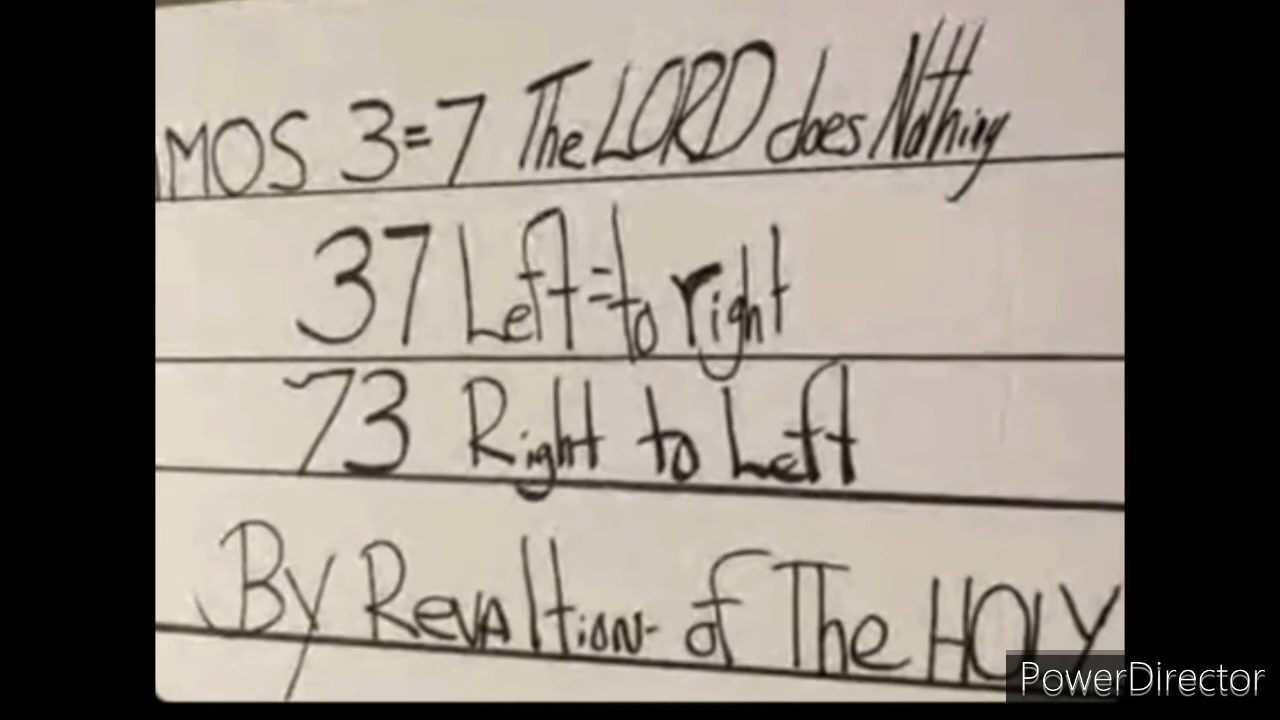 MOS 3=7 The LORD does Nothing
37 Left=to right
73 Right to Left
By RevAltioN- of The HOLY
PowerDirector